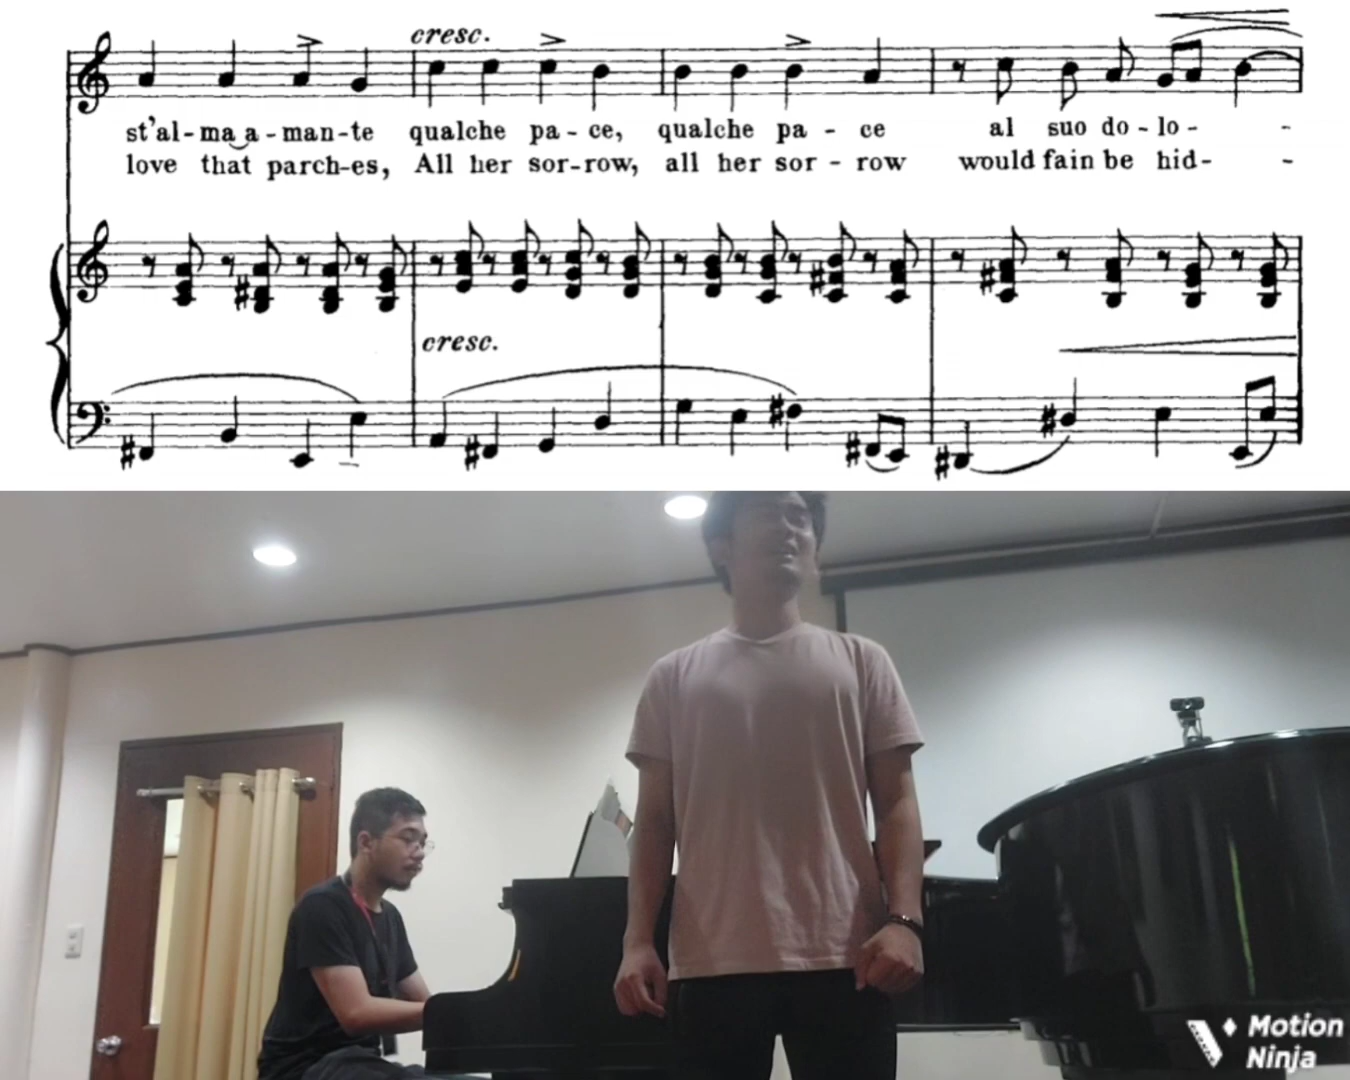 cresc.
st'al-ma a-man-te qualche pa-ce, qualche pa - ce al suo do-lo- -
love that parch-es, All her sor-row, all her sor - row would fain be hid- -
cresc.
Motion
Ninja